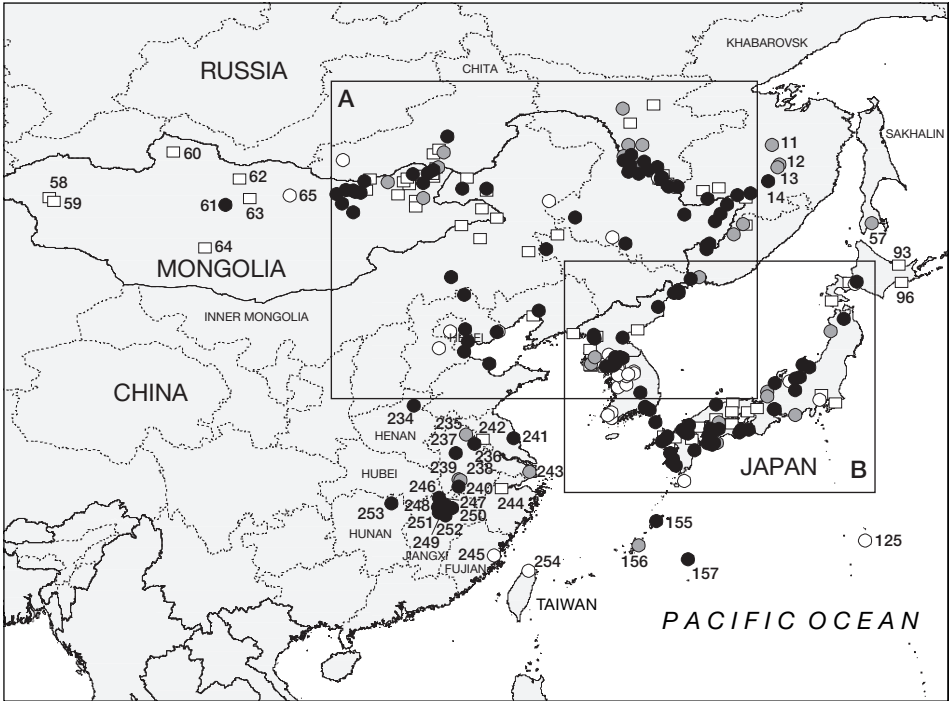 KHABAROVSK
RUSSIA
CHITA
A
SAKHALIN
11
12
13
14
60
62
58
59
63
65
61
64
57
MONGOLIA
93
96
INNER MONGOLIA
HEBEI
CHINA
234
235
242
HENAN
237
236
241
JAPAN
B
239
238
243
HUBEI
246
240
253
248
247
244
251
250
252
HUNAN
249
155
JIANGXI
245
FUJIAN
254
156
157
125
TAIWAN
PACIFIC OCEAN